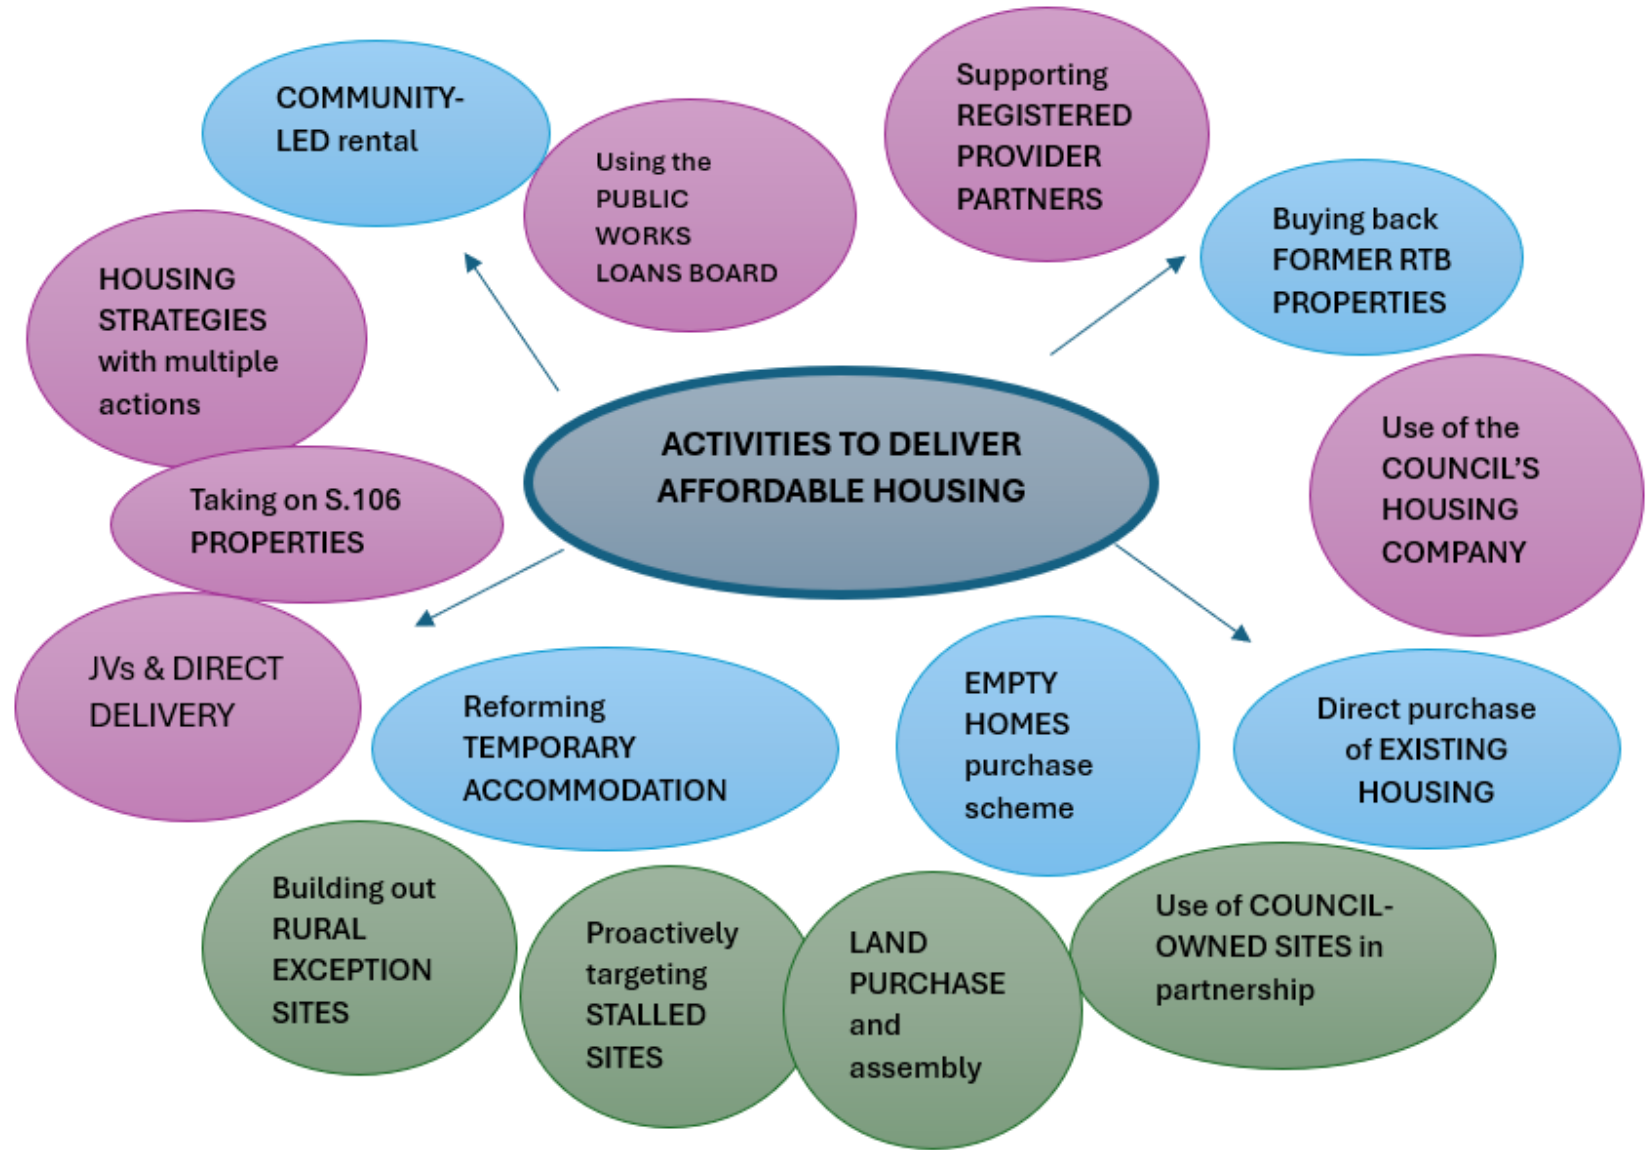 COMMUNITY-
LED rental
Using the
PUBLIC
WORKS
LOANS BOARD
Supporting
REGISTERED
PROVIDER
PARTNERS
Buying back
FORMER RTB
PROPERTIES
HOUSING
STRATEGIES
with multiple
actions
ACTIVITIES TO DELIVER
AFFORDABLE HOUSING
Use of the
COUNCIL’S
HOUSING
COMPANY
Taking on S.106
PROPERTIES
JVs & DIRECT
DELIVERY
Reforming
TEMPORARY
ACCOMMODATION
EMPTY
HOMES
purchase
scheme
Direct purchase
of EXISTING
HOUSING
Building out
RURAL
EXCEPTION
SITES
Proactively
targeting
STALLED
SITES
LAND
PURCHASE
and
assembly
Use of COUNCIL-
OWNED SITES in
partnership